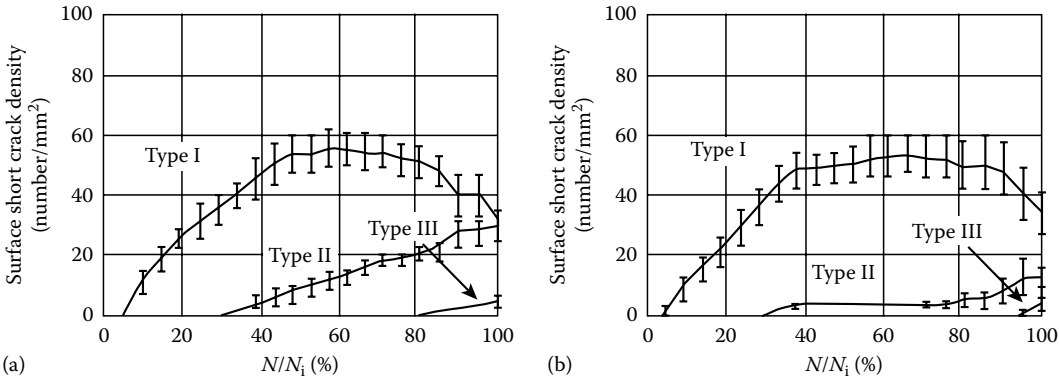 Surface short crack density
(number/mm²)
100
80
60
40
20
0
Type I
Type II
Type III
0 20 40 60 80 100
N/Ni (%)
(a)
Surface short crack density
(number/mm²)
100
80
60
40
20
0
Type I
Type II
Type III
0 20 40 60 80 100
N/Ni (%)
(b)